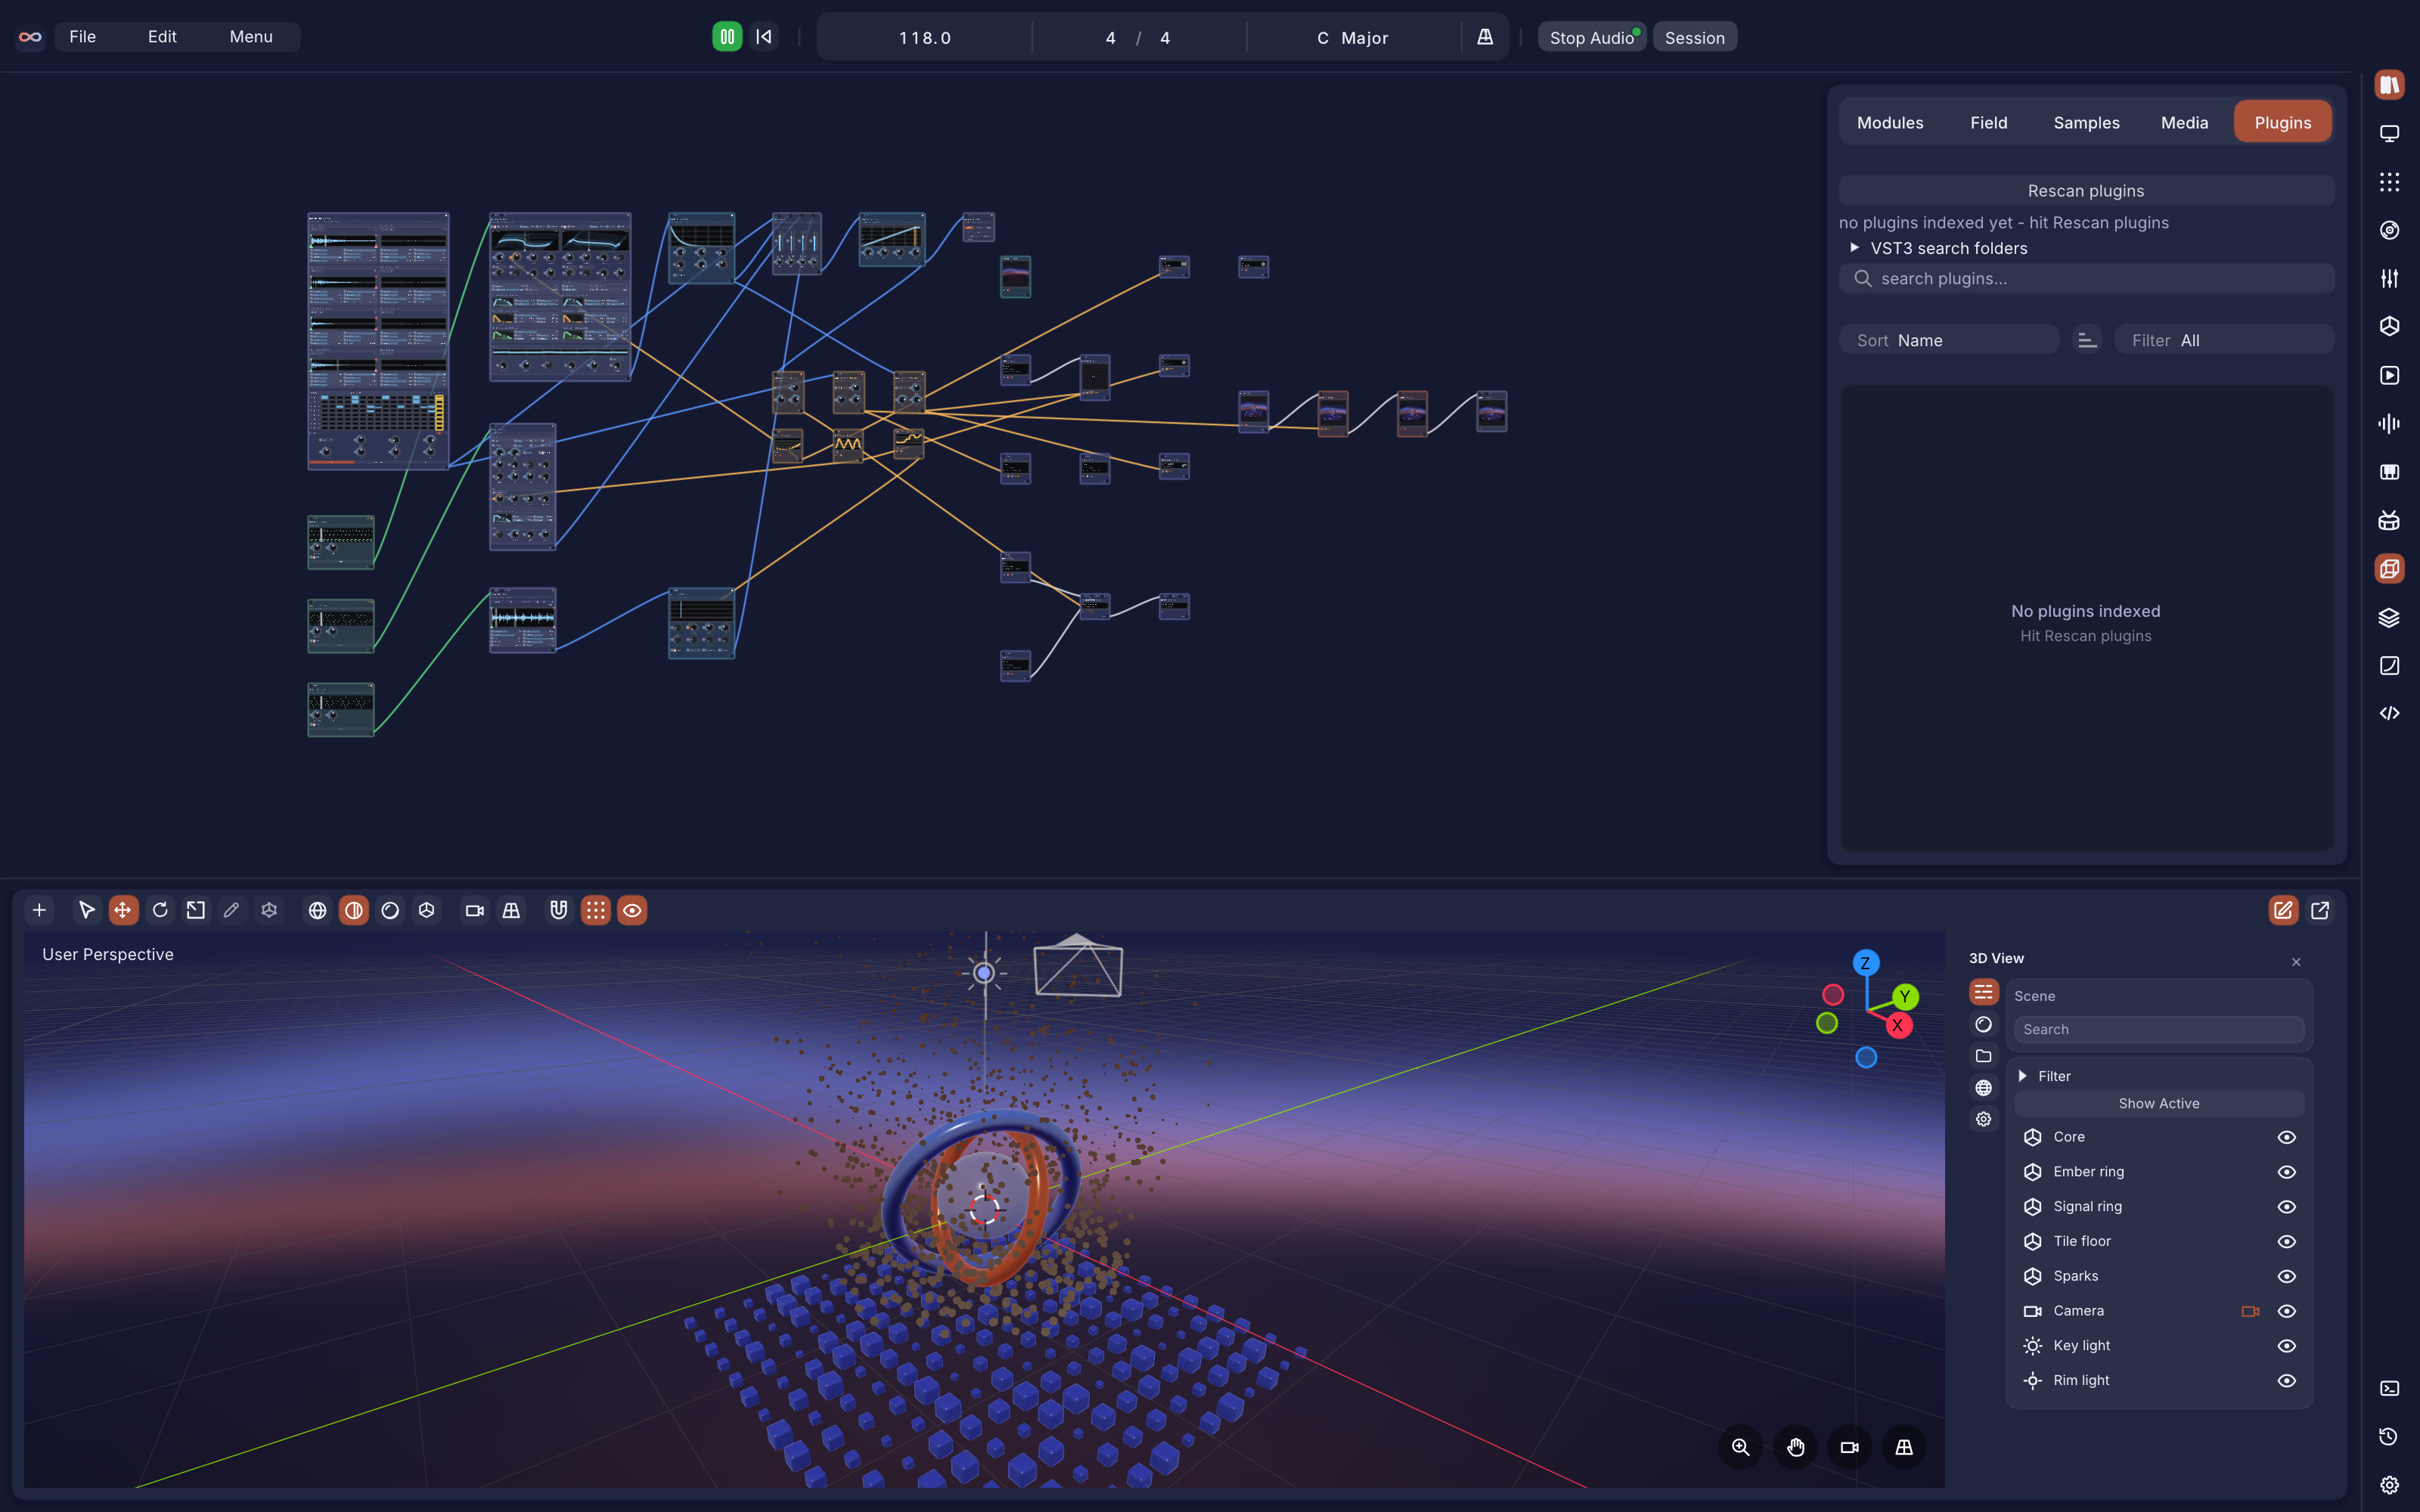 File Edit Menu
118.0 4 / 4 C Major
Stop Audio Session
Modules Field Samples Media Plugins
Rescan plugins
no plugins indexed yet - hit Rescan plugins
VST3 search folders
search plugins...
Sort Name Filter All
No plugins indexed
Hit Rescan plugins
User Perspective
Z
Y
X
3D View
Scene
Search
Filter
Show Active
Core
Ember ring
Signal ring
Tile floor
Sparks
Camera
Key light
Rim light